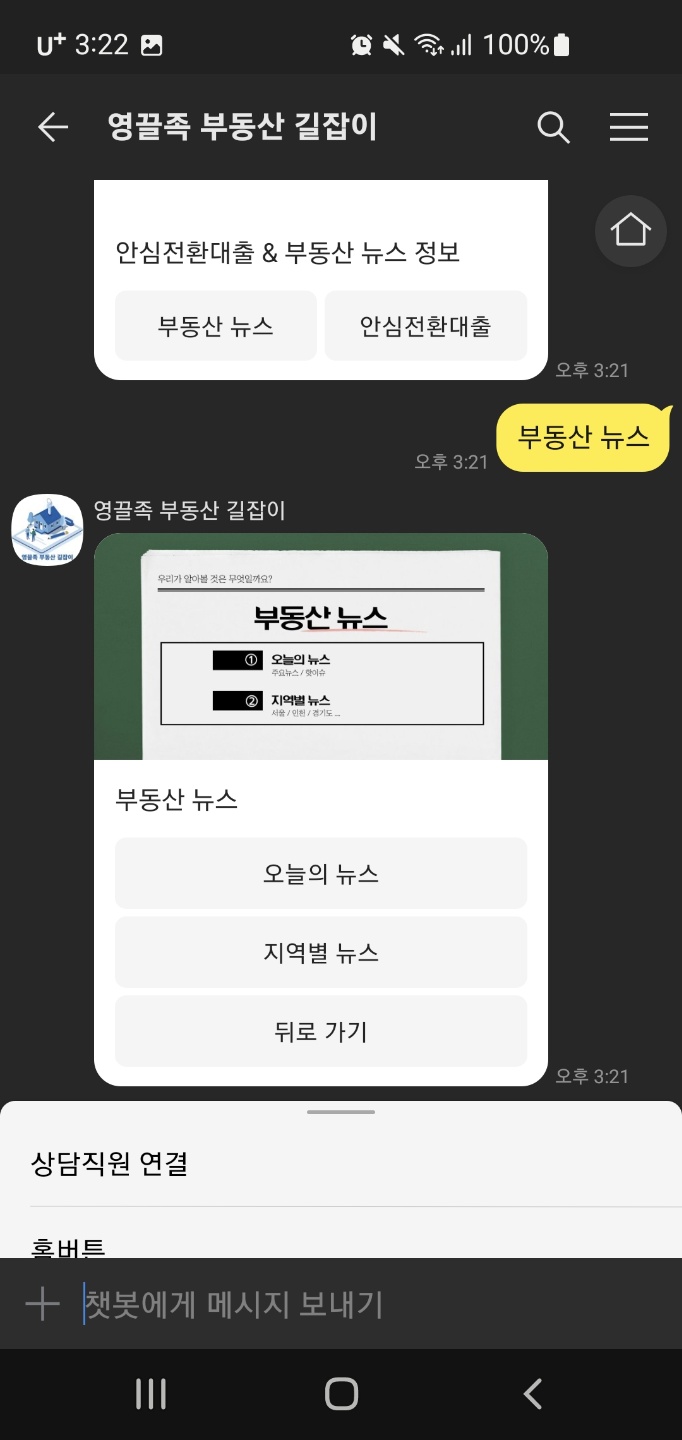 U+ 3:22 100%
영끌족 부동산 길잡이
안심전환대출 & 부동산 뉴스 정보
부동산 뉴스 안심전환대출
오후 3:21
부동산 뉴스
오후 3:21
영끌족 부동산 길잡이
영끌족 부동산 길잡이
우리가 알아볼 것은 무엇일까요?
부동산 뉴스
① 오늘의 뉴스
주요뉴스 / 핫이슈
② 지역별 뉴스
서울 / 인천 / 경기도 ...
부동산 뉴스
오늘의 뉴스
지역별 뉴스
뒤로 가기
오후 3:21
상담직원 연결
홈버튼
챗봇에게 메시지 보내기